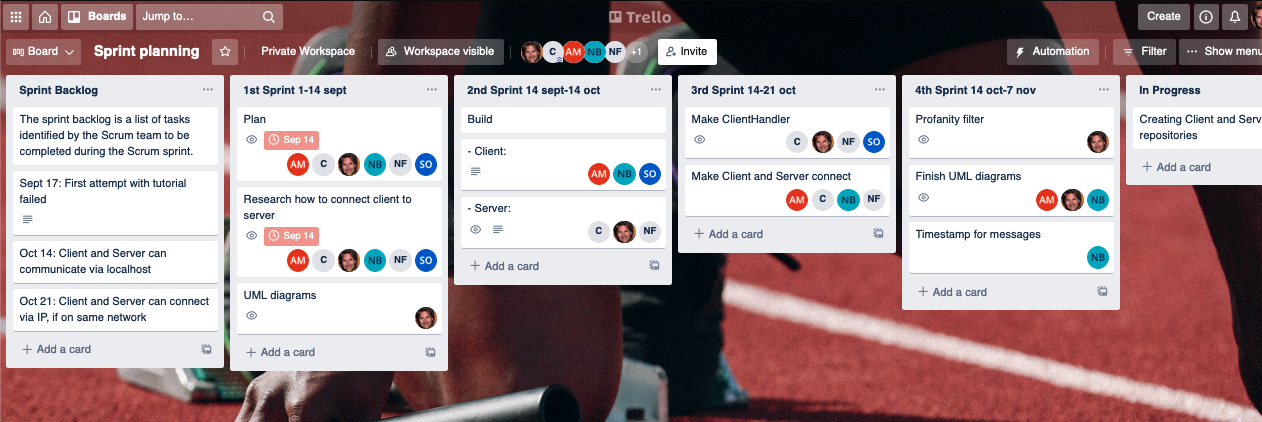 Boards
Jump to...
Trello
Create
Board
Sprint planning
Private Workspace
Workspace visible
C
AM
NB
NF
+1
Invite
Automation
Filter
Show menu
Sprint Backlog
The sprint backlog is a list of tasks
identified by the Scrum team to be
completed during the Scrum sprint.
Sept 17: First attempt with tutorial
failed
Oct 14: Client and Server can
communicate via localhost
Oct 21: Client and Server can connect
via IP, if on same network
+ Add a card
1st Sprint 1-14 sept
Plan
Sep 14
AM C NB NF SO
Research how to connect client to
server
Sep 14
AM C NB NF SO
UML diagrams
+ Add a card
2nd Sprint 14 sept-14 oct
Build
- Client:
AM NB SO
- Server:
C NF
+ Add a card
3rd Sprint 14-21 oct
Make ClientHandler
C NF SO
Make Client and Server connect
AM C NB NF
+ Add a card
4th Sprint 14 oct-7 nov
Profanity filter
Finish UML diagrams
AM NB
Timestamp for messages
NB
+ Add a card
In Progress
Creating Client and Serv
repositories
+ Add a card